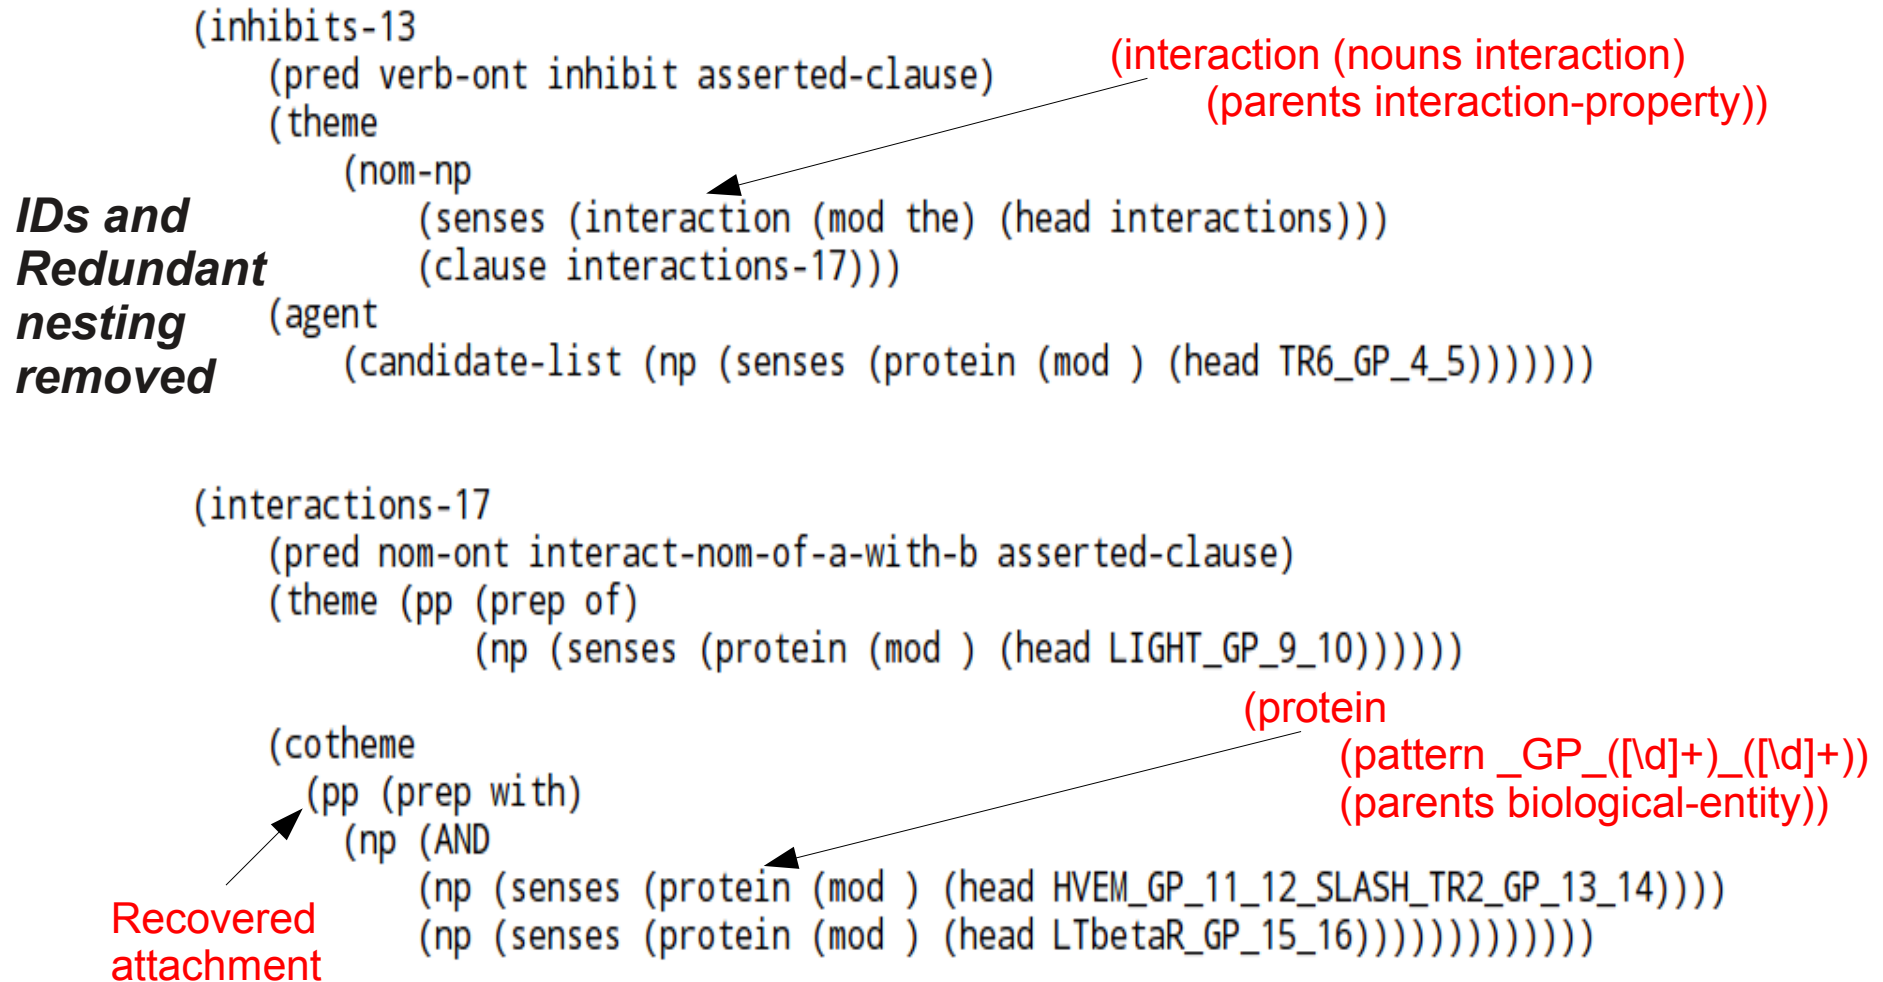 (inhibits-13
(pred verb-ont inhibit asserted-clause)
(theme
(nom-np
(senses (interaction (mod the) (head interactions)))
(clause interactions-17)))
(agent
(candidate-list (np (senses (protein (mod ) (head TR6_GP_4_5)))))))
(interaction (nouns interaction)
(parents interaction-property))
IDs and
Redundant
nesting
removed
(interactions-17
(pred nom-ont interact-nom-of-a-with-b asserted-clause)
(theme (pp (prep of)
(np (senses (protein (mod ) (head LIGHT_GP_9_10))))))
(cotheme
(pp (prep with)
(np (AND
(np (senses (protein (mod ) (head HVEM_GP_11_12_SLASH_TR2_GP_13_14))))
(np (senses (protein (mod ) (head LTbetaR_GP_15_16)))))))))))))
(protein
(pattern _GP_([\d]+)_([\d]+))
(parents biological-entity))
Recovered
attachment